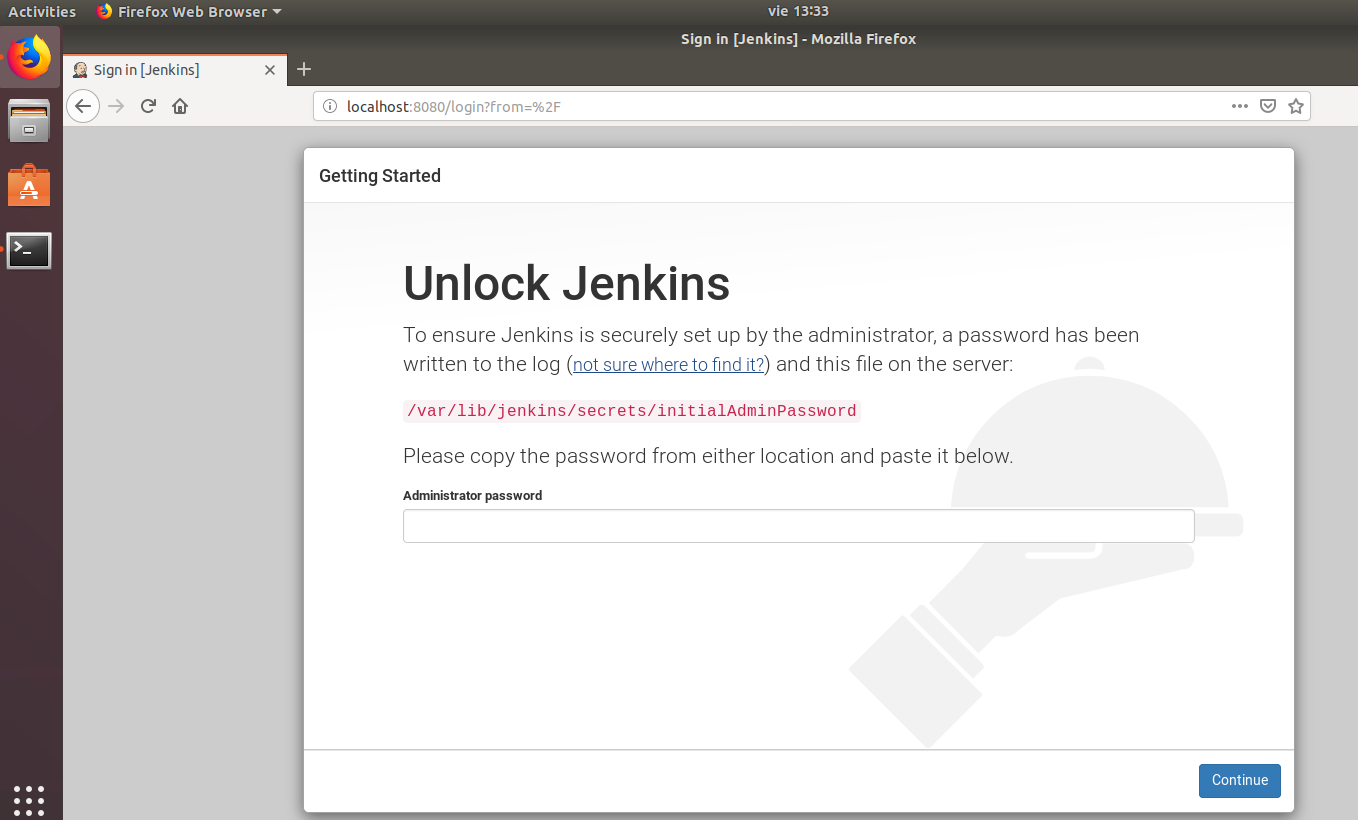 Activities Firefox Web Browser vie 13:33
Sign in [Jenkins] - Mozilla Firefox
Sign in [Jenkins]
localhost:8080/login?from=%2F
Getting Started
Unlock Jenkins
To ensure Jenkins is securely set up by the administrator, a password has been
written to the log (not sure where to find it?) and this file on the server:
/var/lib/jenkins/secrets/initialAdminPassword
Please copy the password from either location and paste it below.
Administrator password
Continue